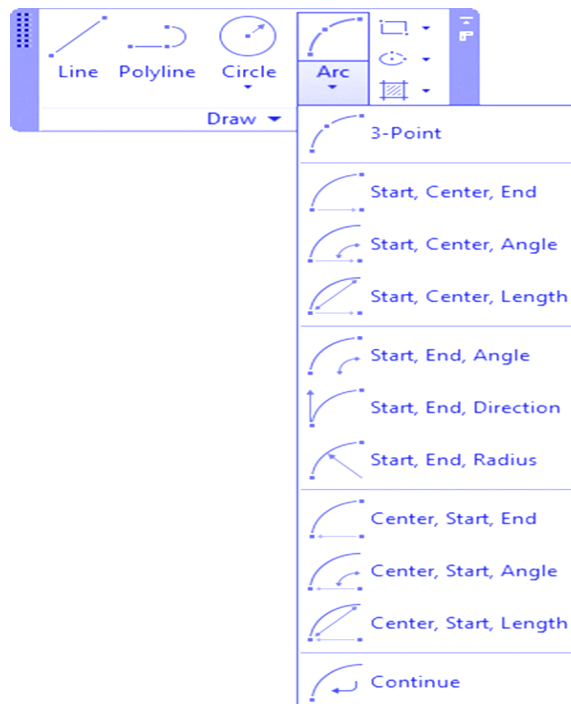 Line Polyline Circle Arc
Draw
3-Point
Start, Center, End
Start, Center, Angle
Start, Center, Length
Start, End, Angle
Start, End, Direction
Start, End, Radius
Center, Start, End
Center, Start, Angle
Center, Start, Length
Continue